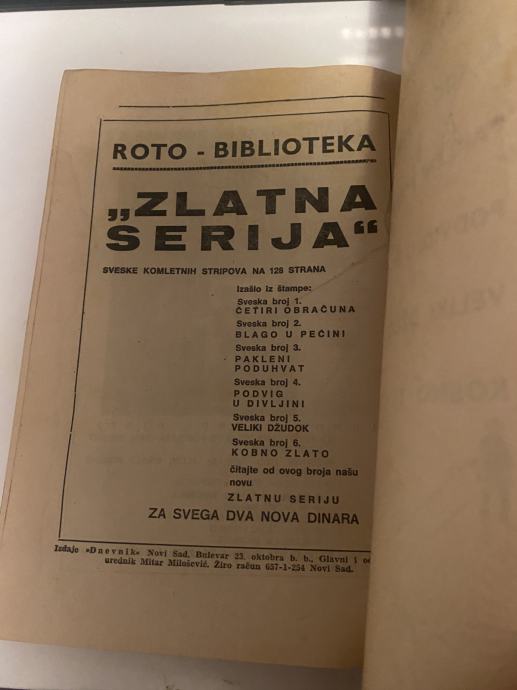 ROTO - BIBLIOTEKA
„ZLATNA
SERIJA“
SVESKE KOMLETNIH STRIPOVA NA 128 STRANA
Izašlo iz štampe:
Sveska broj 1.
ČETIRI OBRAČUNA
Sveska broj 2.
BLAGO U PEĆINI
Sveska broj 3.
PAKLENI
PODUHVAT
Sveska broj 4.
PODVIG
U DIVLJINI
Sveska broj 5.
VELIKI DŽUDOK
Sveska broj 6.
KOBNO ZLATO
čitajte od ovog broja našu
novu
ZLATNU SERIJU
ZA SVEGA DVA NOVA DINARA
Izdaje »Dnevnik« Novi Sad, Bulevar 23. oktobra b. b., Glavni i
urednik Mitar Milošević. Žiro račun 657-1-254 Novi Sad.